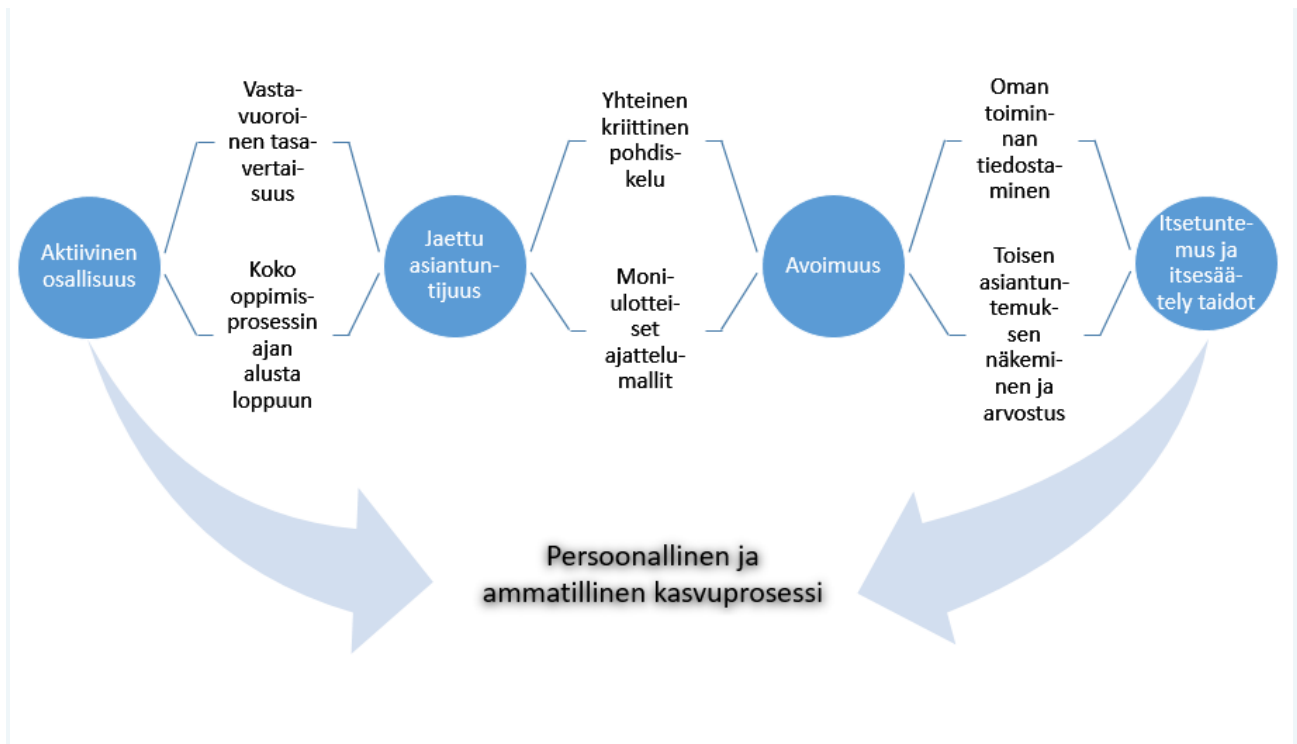 Aktiivinen
osallisuus
Vasta-
vuoroi-
nen tasa-
vertai-
suus
Koko
oppimis-
prosessin
ajan
alusta
loppuun
Jaettu
asiantun-
tijuus
Yhteinen
kriittinen
pohdis-
kelu
Moni-
ulottei-
set
ajattelu-
mallit
Avoimuus
Oman
toimin-
nan
tiedosta-
minen
Toisen
asiantun-
temuk-
sen
näkemi-
nen ja
arvostus
Itsetunte-
mus ja
itsesää-
tely taidot
Persoonallinen ja
ammatillinen kasvuprosessi